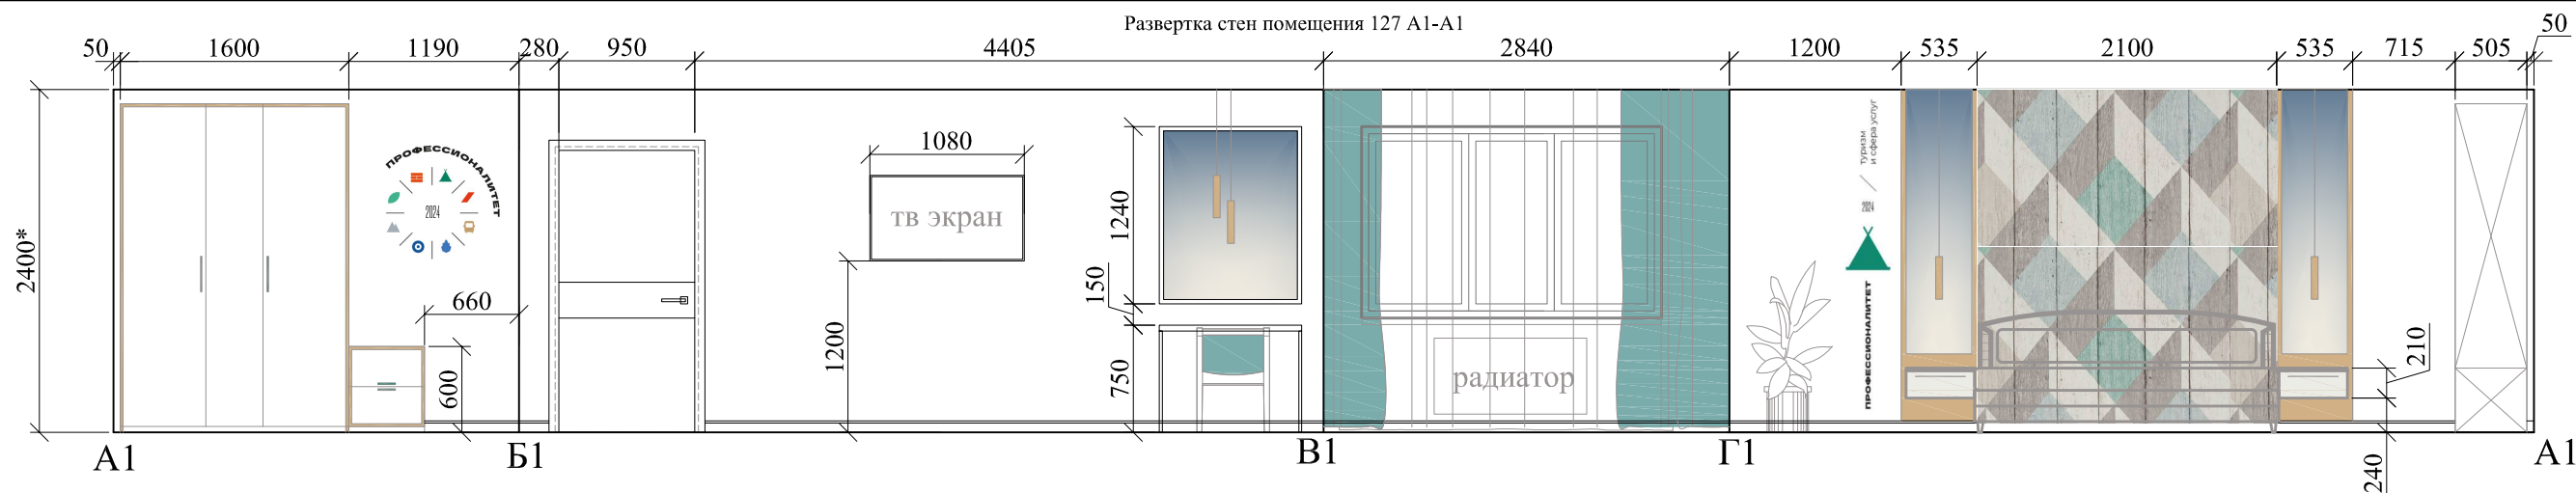 Развертка стен помещения 127 А1-А1
50
1600
1190
280
950
4405
2840
1200
535
2100
535
715
505
50
2400*
ПРОФЕССИОНАЛИТЕТ
2024
660
600
1080
тв экран
1200
1240
150
750
радиатор
туризм
и сфера услуг
2024
ПРОФЕССИОНАЛИТЕТ
210
240
А1
Б1
В1
Г1
А1